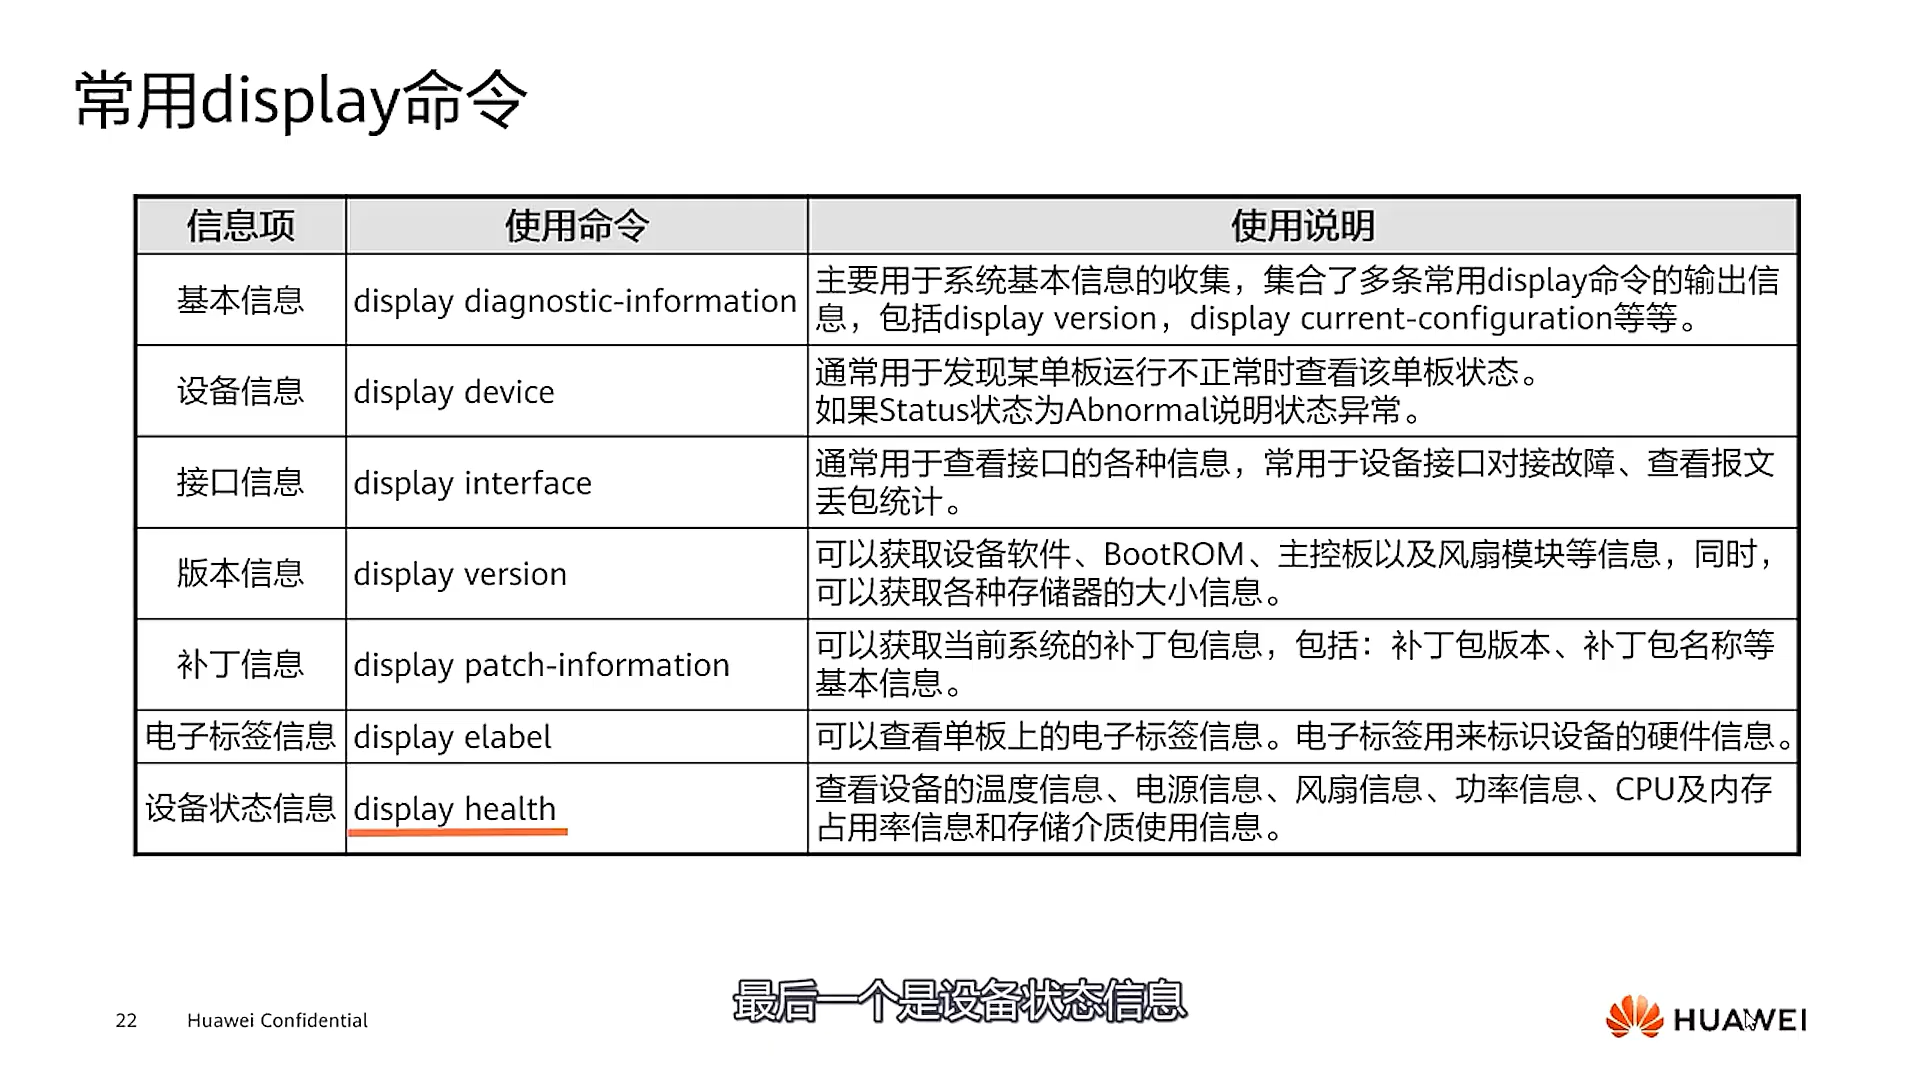 常用display命令
信息项
使用命令
使用说明
基本信息
display diagnostic-information
主要用于系统基本信息的收集，集合了多条常用display命令的输出信
息，包括display version，display current-configuration等等。
设备信息
display device
通常用于发现某单板运行不正常时查看该单板状态。
如果Status状态为Abnormal说明状态异常。
接口信息
display interface
通常用于查看接口的各种信息，常用于设备接口对接故障、查看报文
丢包统计。
版本信息
display version
可以获取设备软件、BootROM、主控板以及风扇模块等信息，同时，
可以获取各种存储器的大小信息。
补丁信息
display patch-information
可以获取当前系统的补丁包信息，包括：补丁包版本、补丁包名称等
基本信息。
电子标签信息
display elabel
可以查看单板上的电子标签信息。电子标签用来标识设备的硬件信息。
设备状态信息
display health
查看设备的温度信息、电源信息、风扇信息、功率信息、CPU及内存
占用率信息和存储介质使用信息。
最后一个是设备状态信息
22
Huawei Confidential
HUAWEI